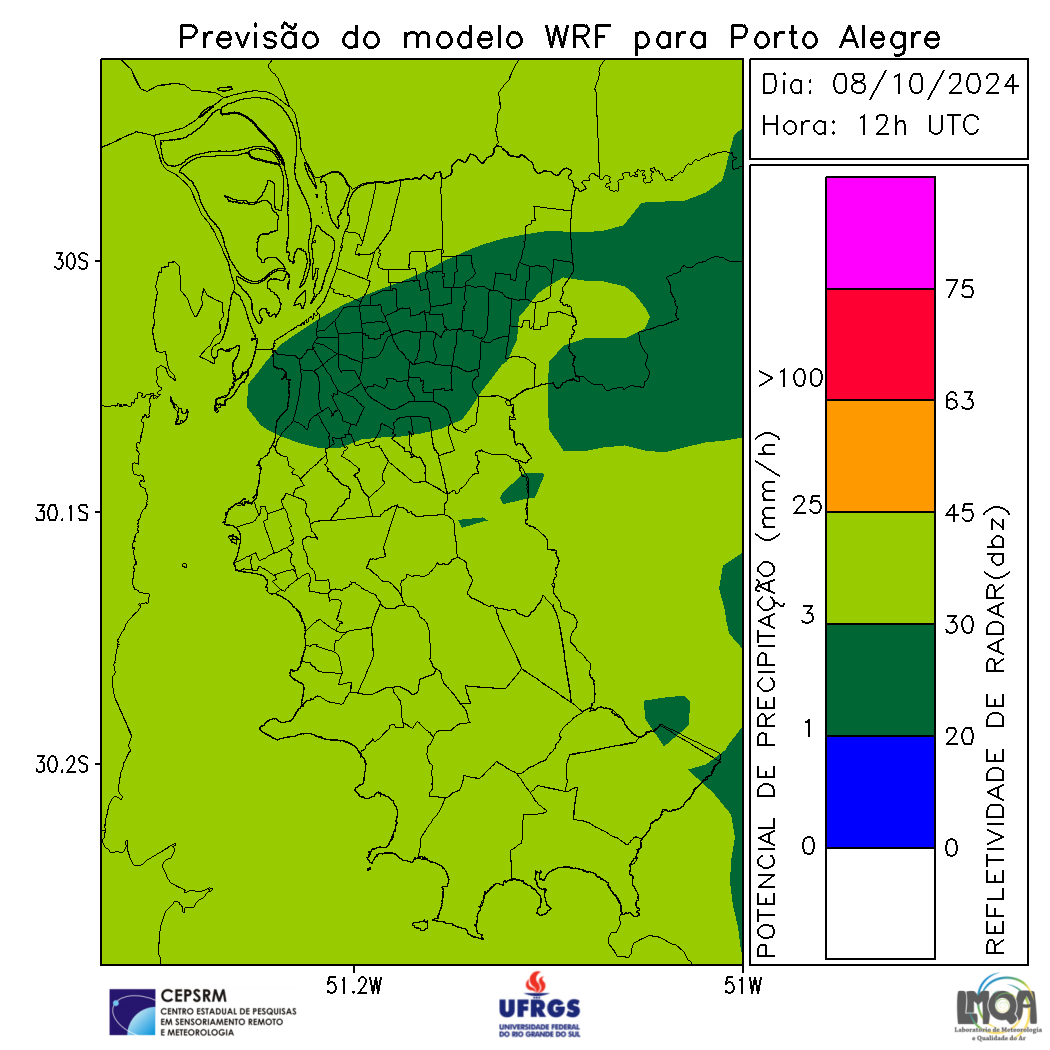 Previsão do modelo WRF para Porto Alegre
Dia: 08/10/2024
Hora: 12h UTC
30S
30.1S
30.2S
51.2W
51W
POTENCIAL DE PRECIPITAÇÃO (mm/h)
>100
25
3
1
0
75
63
45
30
20
0
REFLETIVIDADE DE RADAR(dbz)
CEPSRM
CENTRO ESTADUAL DE PESQUISAS
EM SENSORIAMENTO REMOTO
E METEOROLOGIA
UFRGS
UNIVERSIDADE FEDERAL
DO RIO GRANDE DO SUL
LMQA
Laboratório de Meteorologia
e Qualidade do Ar